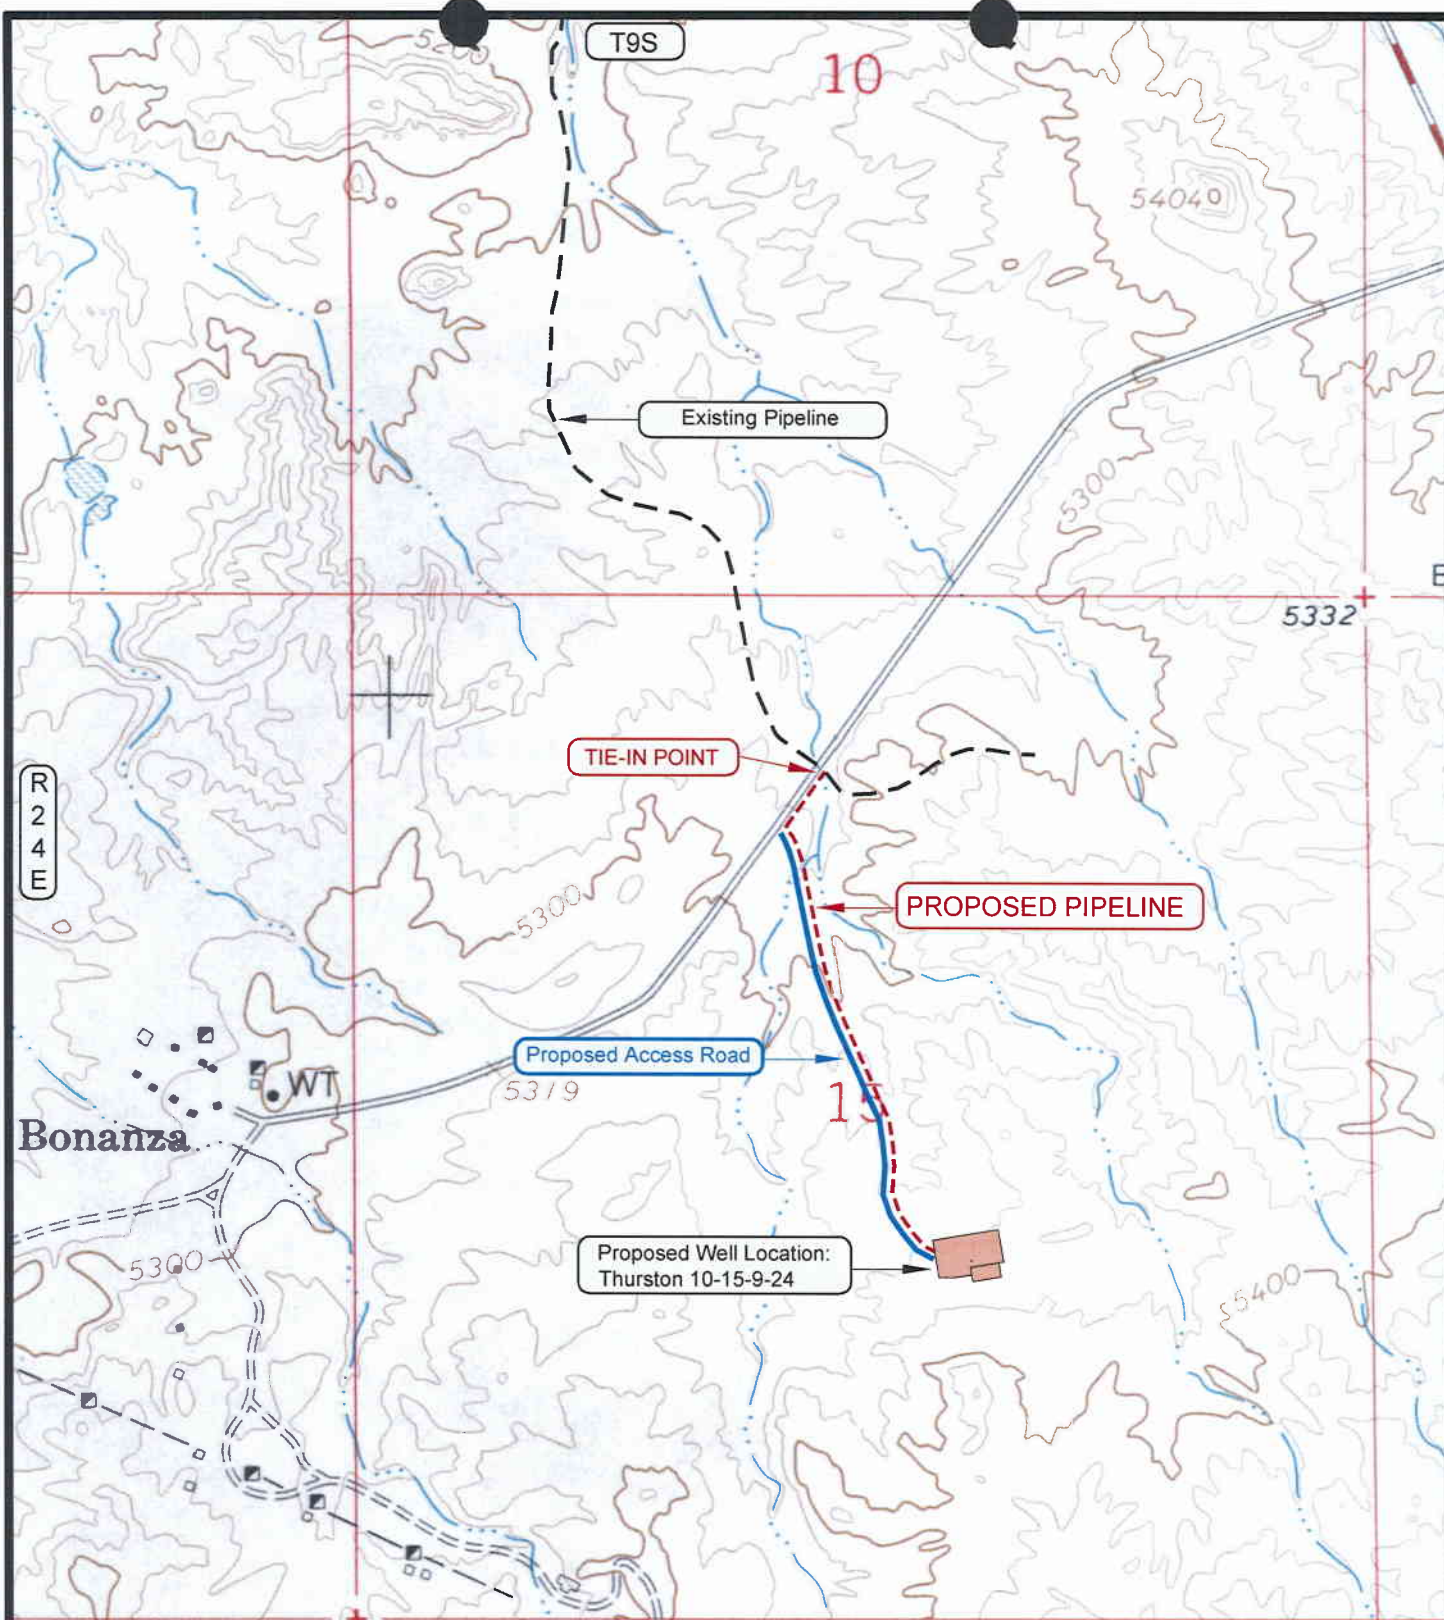 T9S
10
54040
Existing Pipeline
5300
5332
TIE-IN POINT
R
2
4
E
5300
PROPOSED PIPELINE
Proposed Access Road
15
WT
5319
Bonanza
Proposed Well Location:
Thurston 10-15-9-24
5300
5400